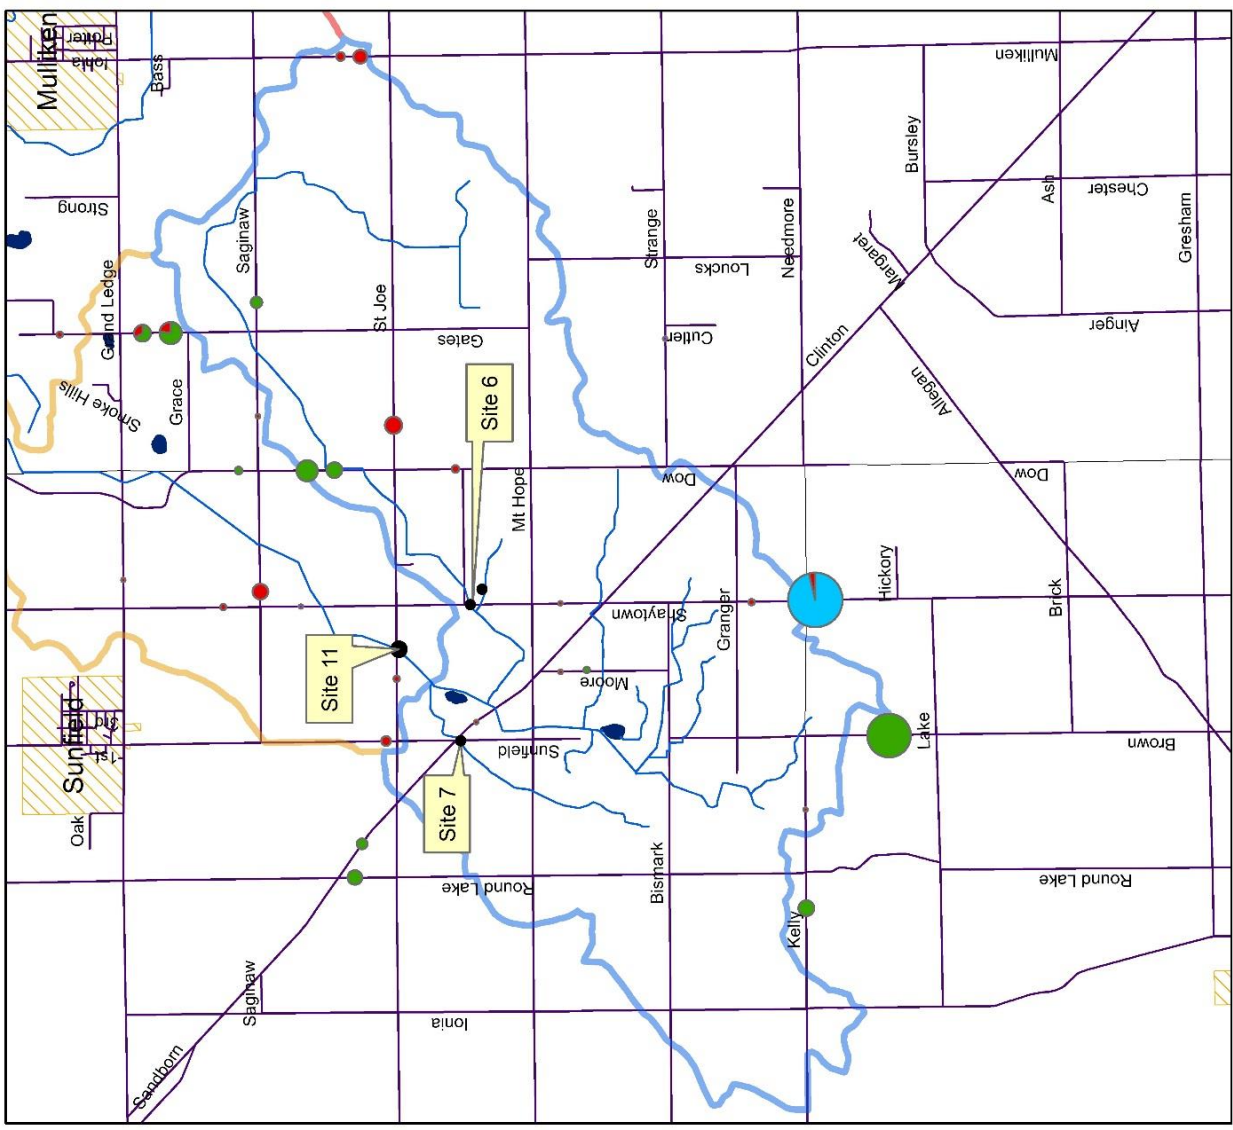 Mulliken
Potter
Ionia
Bass
Mulliken
Bursley
Strong
Saginaw
Strange
Needmore
Ash
Chester
Gresham
Margaret
Loucks
Grand Ledge
St Joe
Gates
Cutler
Clinton
Ainger
Smoke Hills
Grace
Site 6
Allegan
Mt Hope
Dow
Dow
Hickory
Brick
Shaytown
Granger
Site 11
Moore
Sunfield
3rd
1st
Sunfield
Lake
Brown
Oak
Site 7
Bismark
Round Lake
Round Lake
Kelly
Saginaw
Ionia
Sandborn